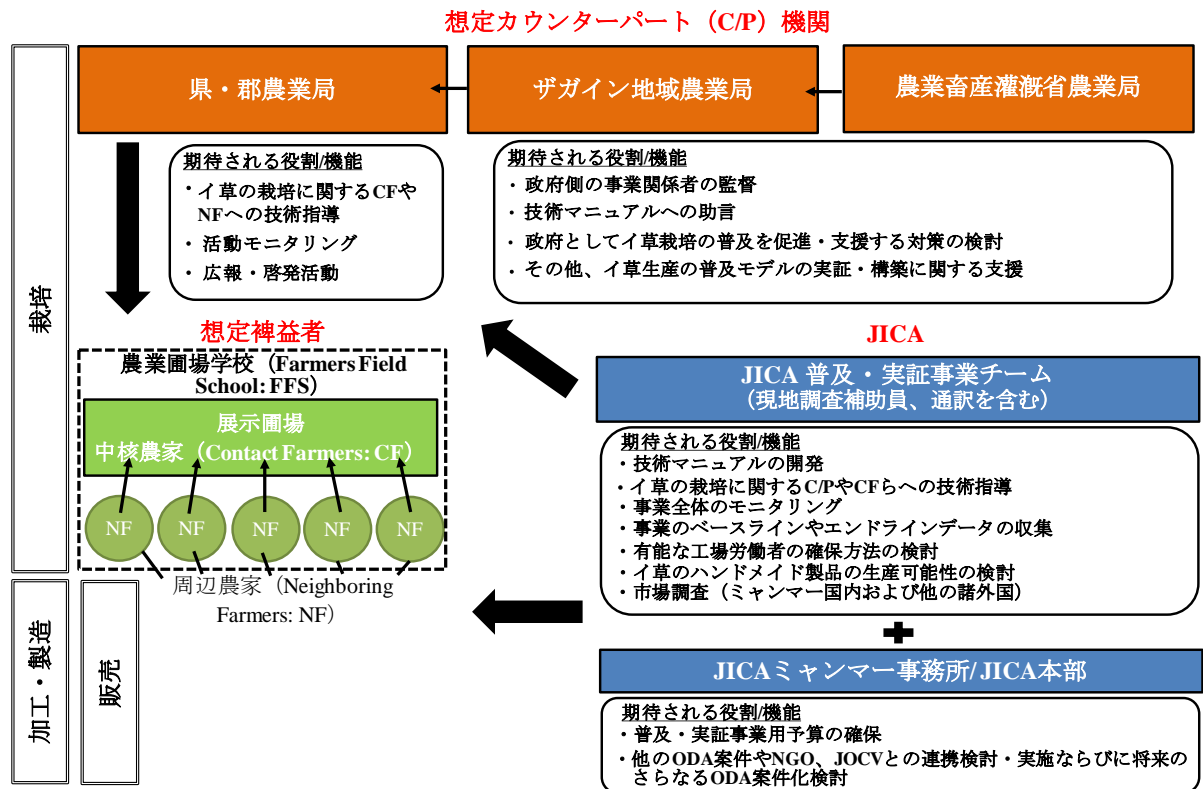 想定カウンターパート（C/P）機関
県・郡農業局
ザガイン地域農業局
農業畜産灌漑省農業局
期待される役割/機能
・イ草の栽培に関するCFや
NFへの技術指導
・活動モニタリング
・広報・啓発活動
期待される役割/機能
・政府側の事業関係者の監督
・技術マニュアルへの助言
・政府としてイ草栽培の普及を促進・支援する対策の検討
・その他、イ草生産の普及モデルの実証・構築に関する支援
栽培
想定裨益者
農業圃場学校（Farmers Field
School: FFS）
展示圃場
中核農家（Contact Farmers: CF）
NF
NF
NF
NF
NF
周辺農家（Neighboring
Farmers: NF）
JICA
JICA 普及・実証事業チーム
（現地調査補助員、通訳を含む）
期待される役割/機能
・技術マニュアルの開発
・イ草の栽培に関するC/PやCFらへの技術指導
・事業全体のモニタリング
・事業のベースラインやエンドラインデータの収集
・有能な工場労働者の確保方法の検討
・イ草のハンドメイド製品の生産可能性の検討
・市場調査（ミャンマー国内および他の諸外国）
加工・製造
販売
JICAミャンマー事務所/JICA本部
期待される役割/機能
・普及・実証事業用予算の確保
・他のODA案件やNGO、JOCVとの連携検討・実施ならびに将来の
さらなるODA案件化検討